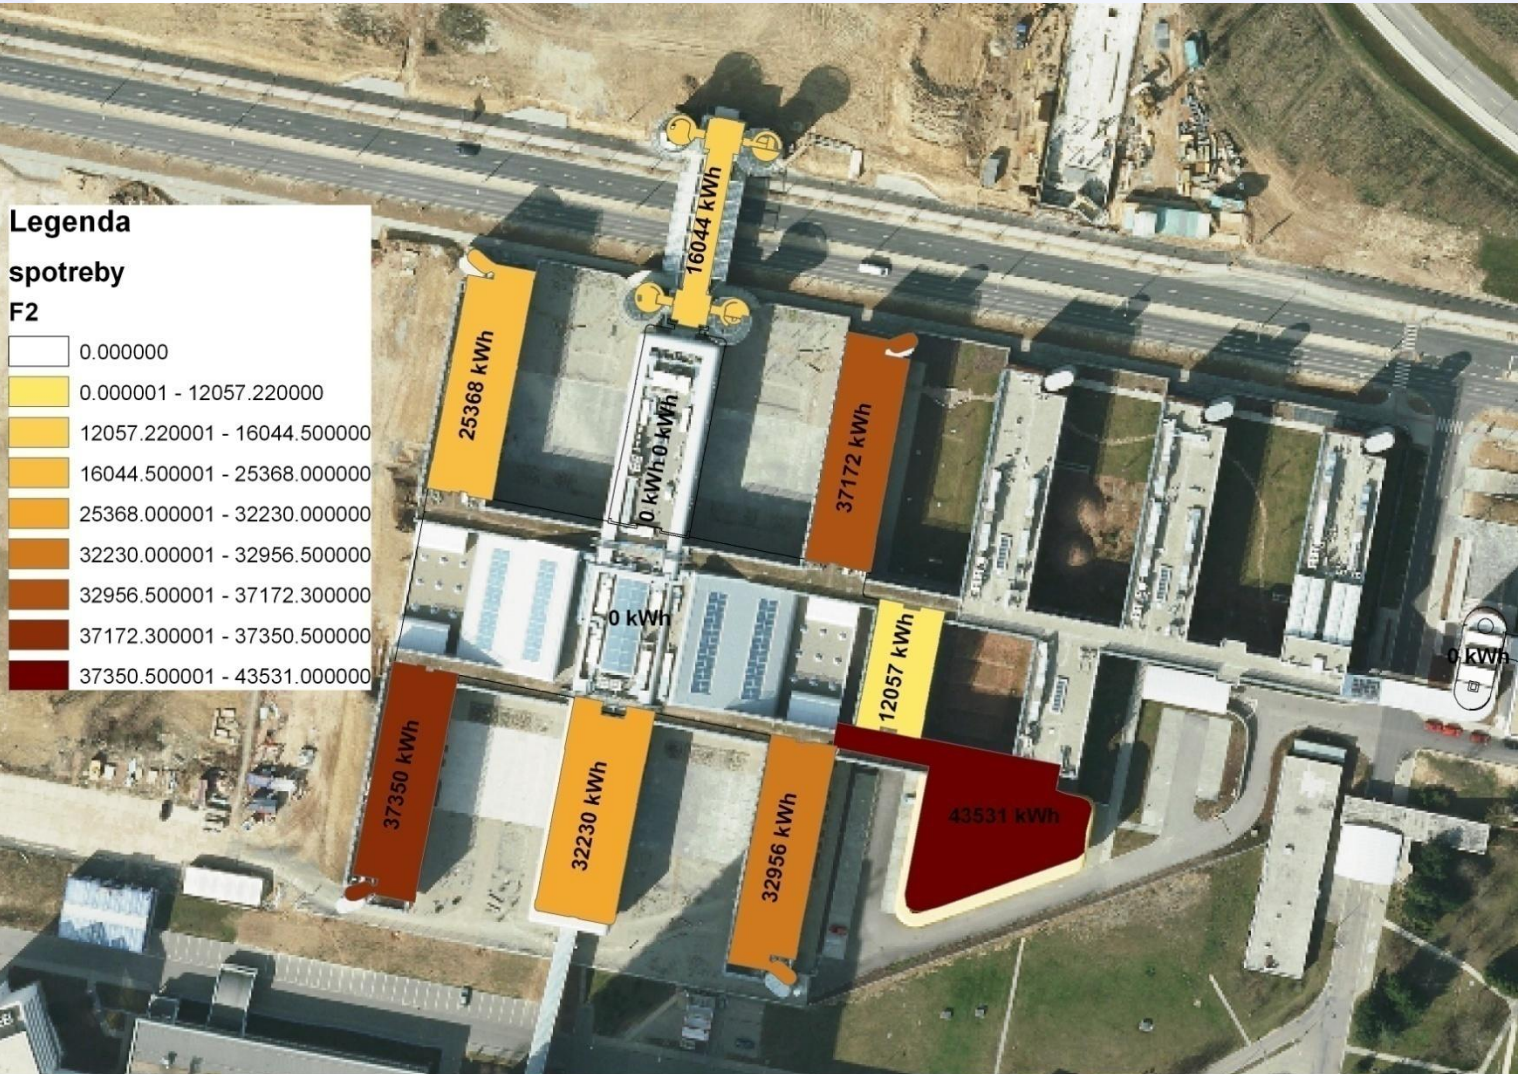 Legenda
spotreby
F2
0.000000
0.000001 - 12057.220000
12057.220001 - 16044.500000
16044.500001 - 25368.000000
25368.000001 - 32230.000000
32230.000001 - 32956.500000
32956.500001 - 37172.300000
37172.300001 - 37350.500000
37350.500001 - 43531.000000
16044 kWh
25368 kWh
0 kWh
0 kWh
37172 kWh
0 kWh
12057 kWh
0 kWh
37350 kWh
32230 kWh
32956 kWh
43531 kWh